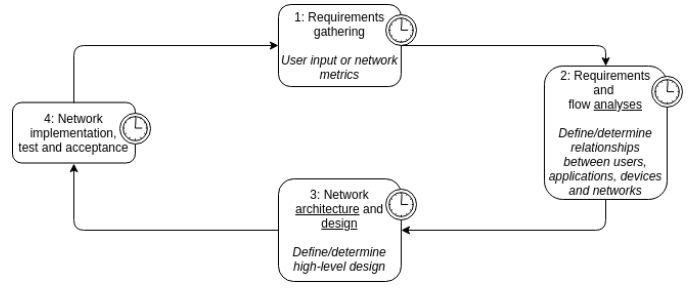 1: Requirements
gathering
User input or network
metrics
2: Requirements
and
flow analyses
Define/determine
relationships
between users,
applications, devices
and networks
3: Network
architecture and
design
Define/determine
high-level design
4: Network
implementation,
test and acceptance